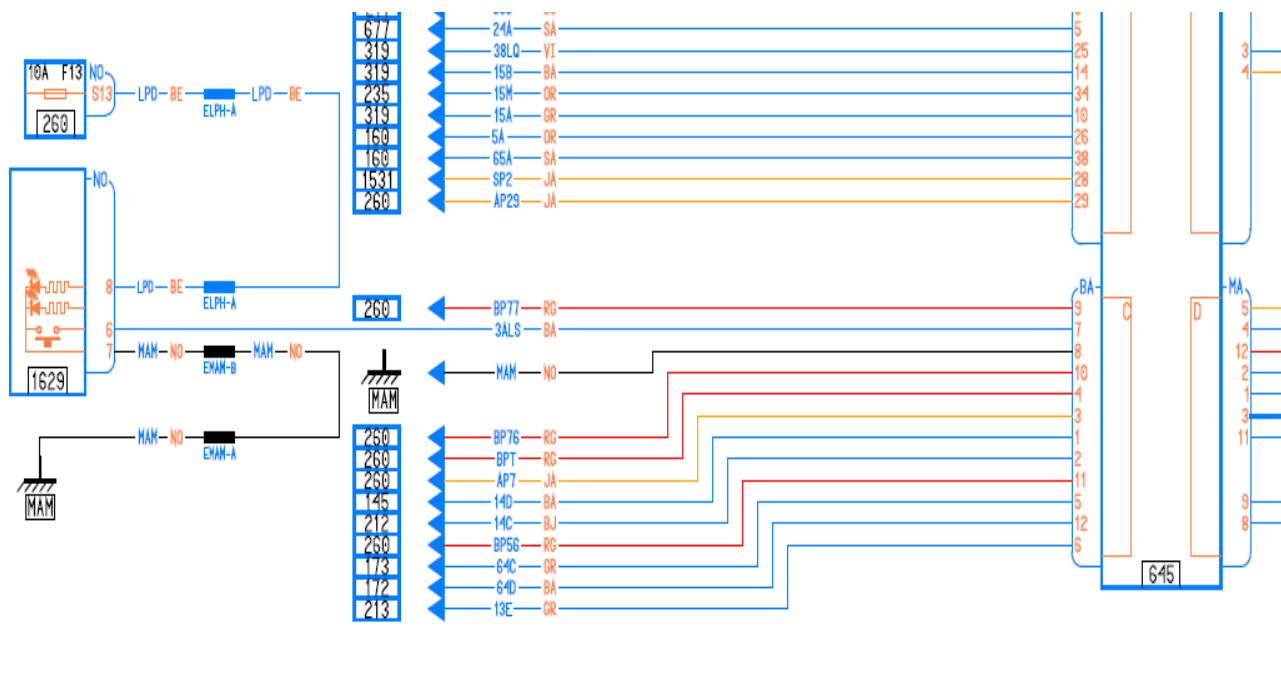 677 24A SA 5 3
319 38LQ VI 25
10A F13 NO 319 15B BA 14 4
S13 LPD BE LPD BE 235 15M OR 34
ELPH-A 319 15A GR 10
260 160 5A OR 26
160 65A SA 38
NO 1531 SP2 JA 28
260 AP29 JA 29
8 LPD BE BA MA
ELPH-A 260 BP77 RG 9 C D 5
6 3ALS BA 7 4
7 MAM NO MAM NO 8 12
EMAM-B
1629 MAM NO 10 2
MAM 4 1
3 3
MAM NO 260 BP76 RG 1 11
EMAM-A 260 BPT RG 2
260 AP7 JA 11
MAM 145 14D BA 5 9
212 14C BJ 12 8
260 BP56 RG 6
173 64C GR
172 64D BA 645
213 13E GR